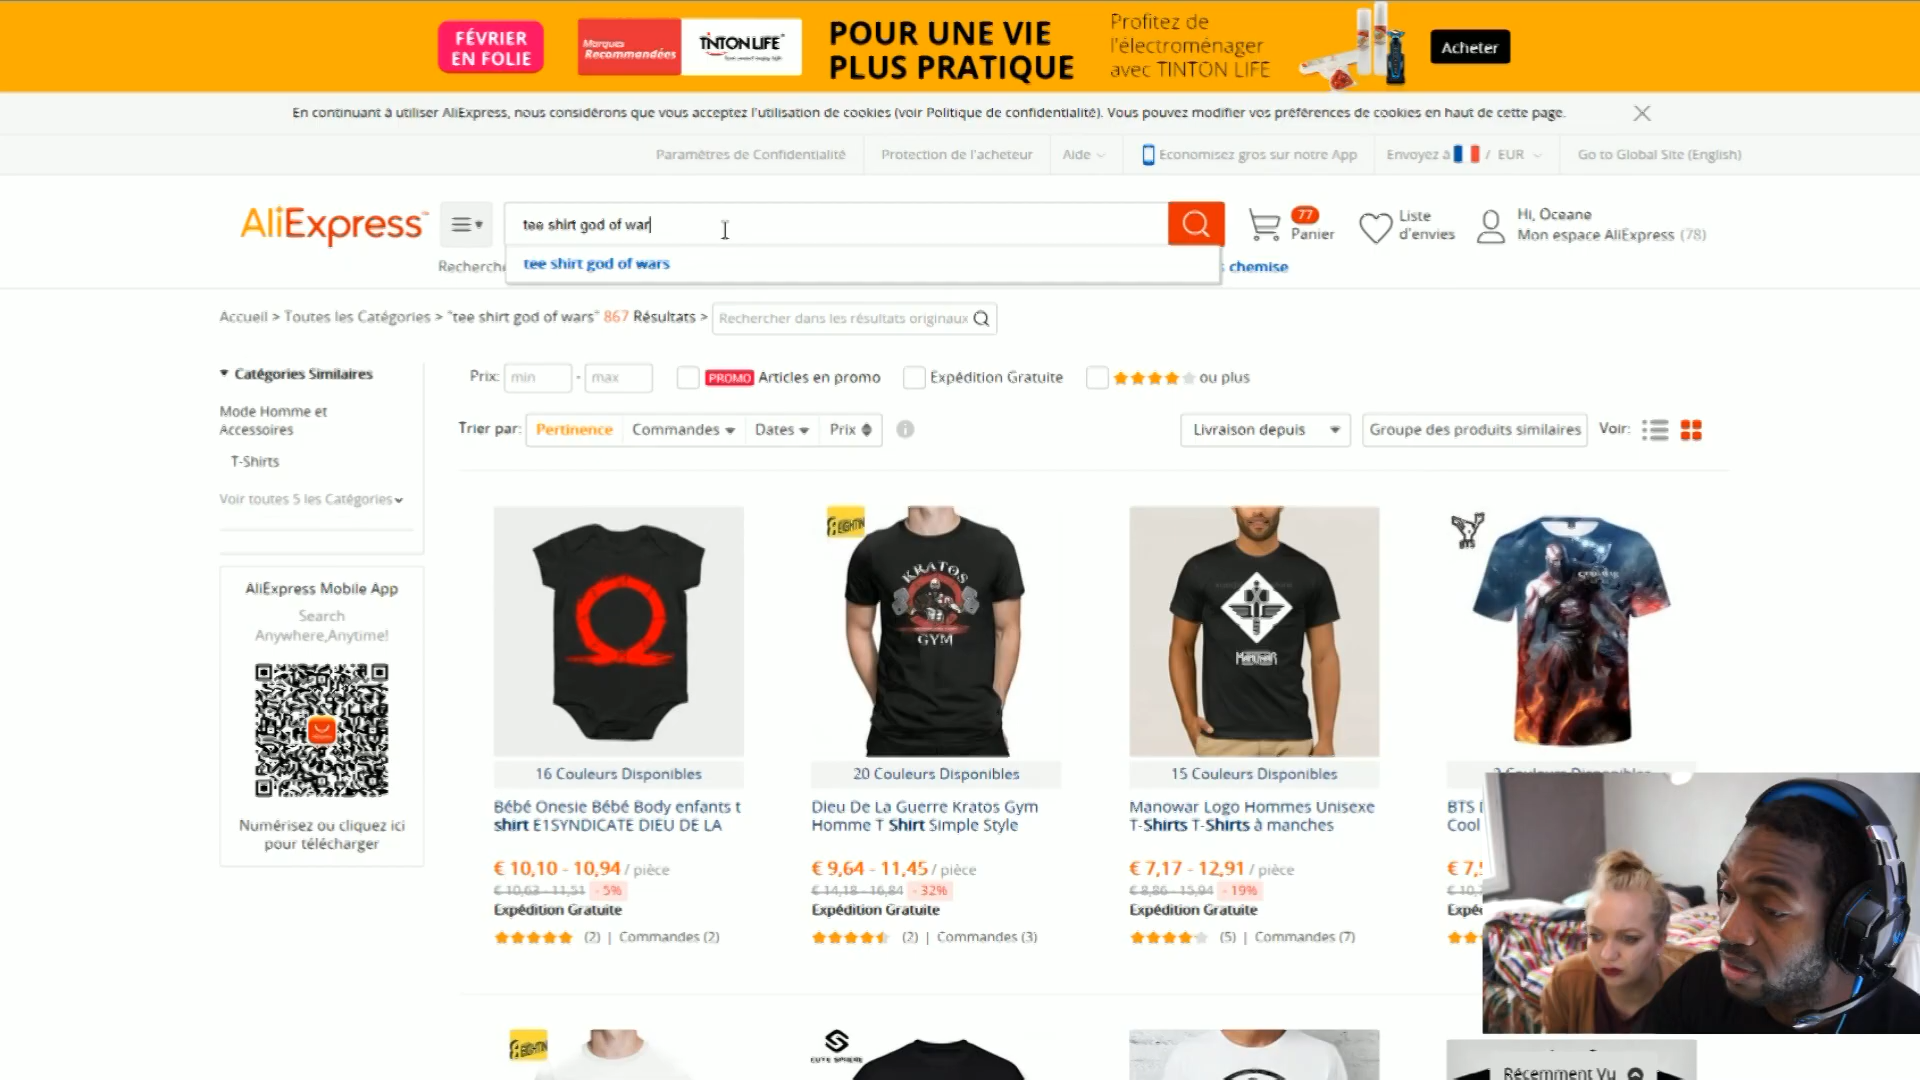 FÉVRIER
EN FOLIE
Marques
Recommandées
TINTON LIFE
POUR UNE VIE
PLUS PRATIQUE
Profitez de
l'électroménager
avec TINTON LIFE
Acheter
En continuant à utiliser AliExpress, nous considérons que vous acceptez l'utilisation de cookies (voir Politique de confidentialité). Vous pouvez modifier vos préférences de cookies en haut de cette page.
Paramètres de Confidentialité
Protection de l'acheteur
Aide
Economisez gros sur notre App
Envoyez à / EUR
Go to Global Site (English)
AliExpress
tee shirt god of war
77
Panier
Liste
d'envies
Hi, Oceane
Mon espace AliExpress (78)
tee shirt god of wars
Recherch
chemise
Accueil > Toutes les Catégories > "tee shirt god of wars" 867 Résultats >
Rechercher dans les résultats originaux
Catégories Similaires
Mode Homme et
Accessoires
T-Shirts
Voir toutes 5 les Catégories
Prix: min - max
PROMO Articles en promo
Expédition Gratuite
ou plus
Trier par: Pertinence Commandes Dates Prix
Livraison depuis
Groupe des produits similaires
Voir:
AliExpress Mobile App
Search
Anywhere,Anytime!
Numérisez ou cliquez ici
pour télécharger
KRATOS
GYM
MANOWAR
BTS
16 Couleurs Disponibles
Bébé Onesie Bébé Body enfants t
shirt E1SYNDICATE DIEU DE LA
€ 10,10 - 10,94 / pièce
€ 10,63 - 11,51 - 5%
Expédition Gratuite
(2) | Commandes (2)
20 Couleurs Disponibles
Dieu De La Guerre Kratos Gym
Homme T Shirt Simple Style
€ 9,64 - 11,45 / pièce
€ 14,18 - 16,84 - 32%
Expédition Gratuite
(2) | Commandes (3)
15 Couleurs Disponibles
Manowar Logo Hommes Unisexe
T-Shirts T-Shirts à manches
€ 7,17 - 12,91 / pièce
€ 8,86 - 15,94 - 19%
Expédition Gratuite
(5) | Commandes (7)
BTS
Cool
€ 7,
€ 10,
Expé
CUTE SPHERE
Récemment Vu